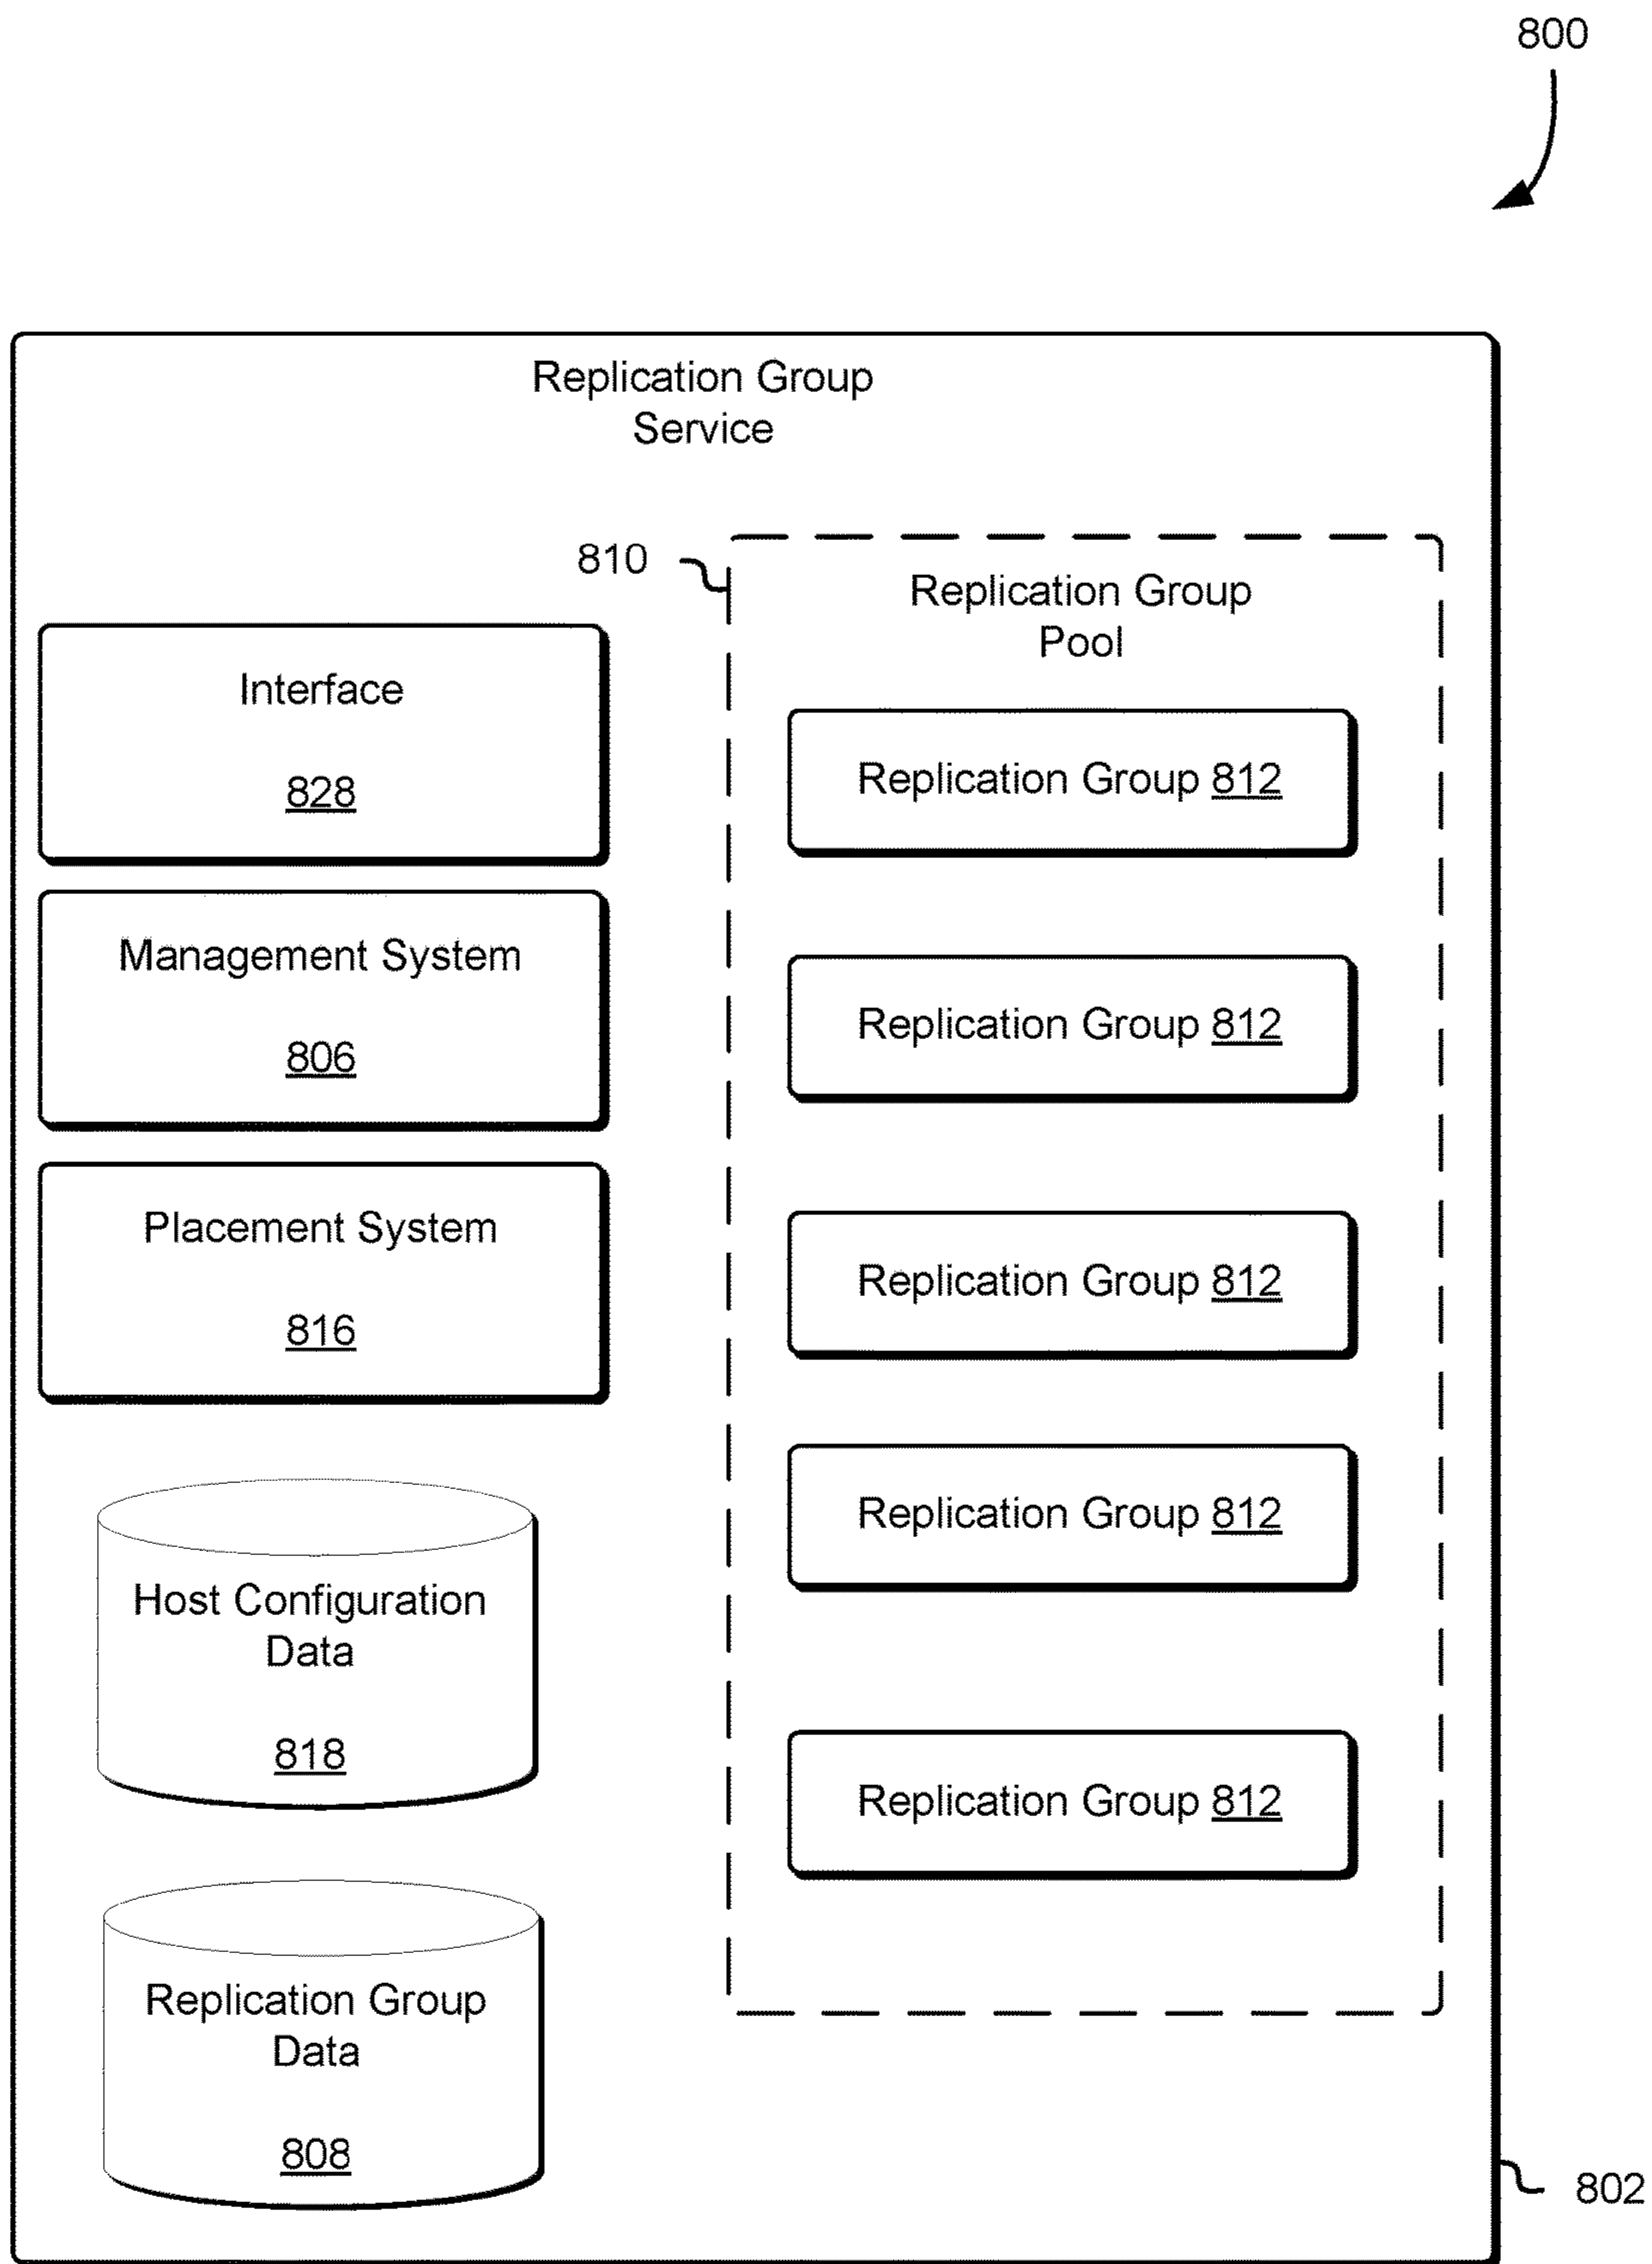 800
Replication Group
Service
810
Replication Group
Pool
Interface
828
Management System
806
Placement System
816
Host Configuration
Data
818
Replication Group
Data
808
Replication Group 812
Replication Group 812
Replication Group 812
Replication Group 812
Replication Group 812
802